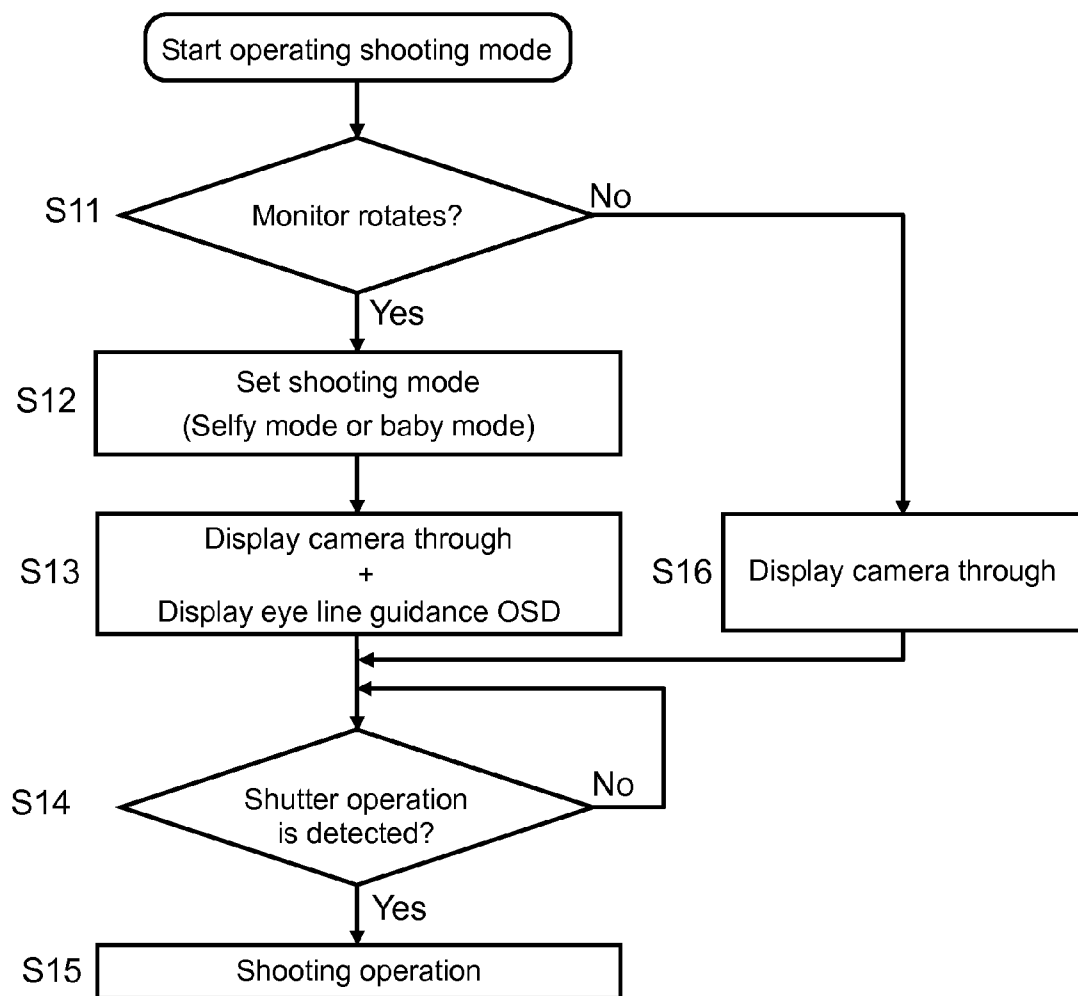 Start operating shooting mode
S11
Monitor rotates?
No
Yes
S12
Set shooting mode
(Selfy mode or baby mode)
S13
Display camera through
+
Display eye line guidance OSD
S16
Display camera through
S14
Shutter operation
is detected?
No
Yes
S15
Shooting operation